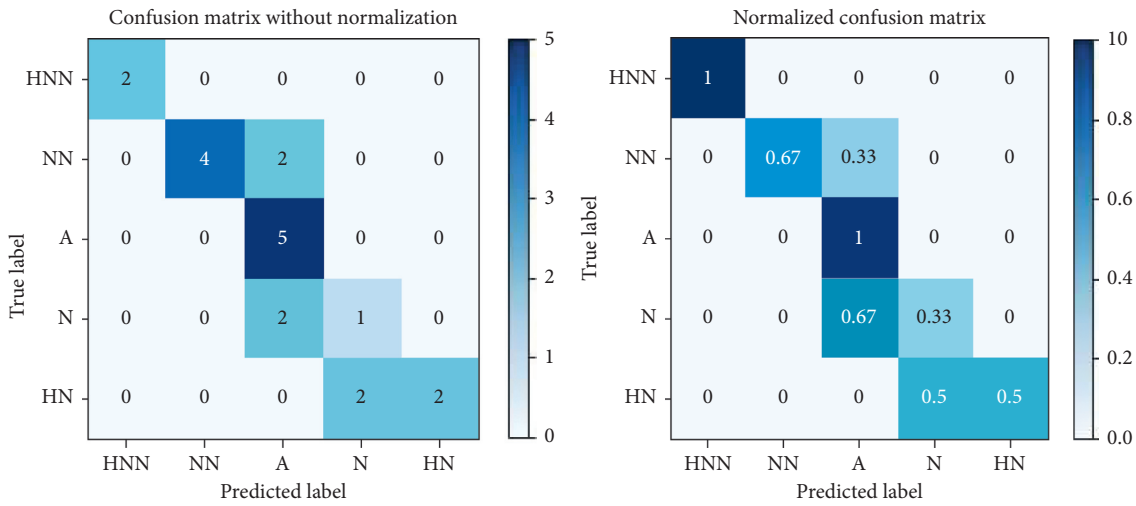 Confusion matrix without normalization
HNN 2 0 0 0 0
NN 0 4 2 0 0
A 0 0 5 0 0
N 0 0 2 1 0
HN 0 0 0 2 2
HNN NN A N HN
Predicted label
True label
5
4
3
2
1
0
Normalized confusion matrix
HNN 1 0 0 0 0
NN 0 0.67 0.33 0 0
A 0 0 1 0 0
N 0 0 0.67 0.33 0
HN 0 0 0 0.5 0.5
HNN NN A N HN
Predicted label
True label
10
0.8
0.6
0.4
0.2
0.0